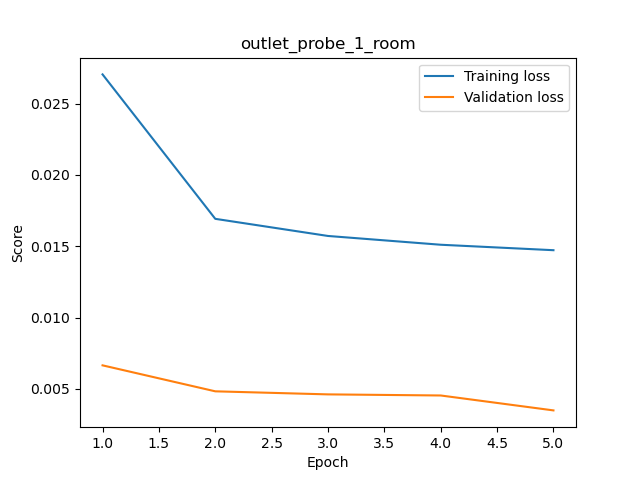 outlet_probe_1_room
Training loss
Validation loss
0.025
0.020
0.015
0.010
0.005
Score
1.0 1.5 2.0 2.5 3.0 3.5 4.0 4.5 5.0
Epoch